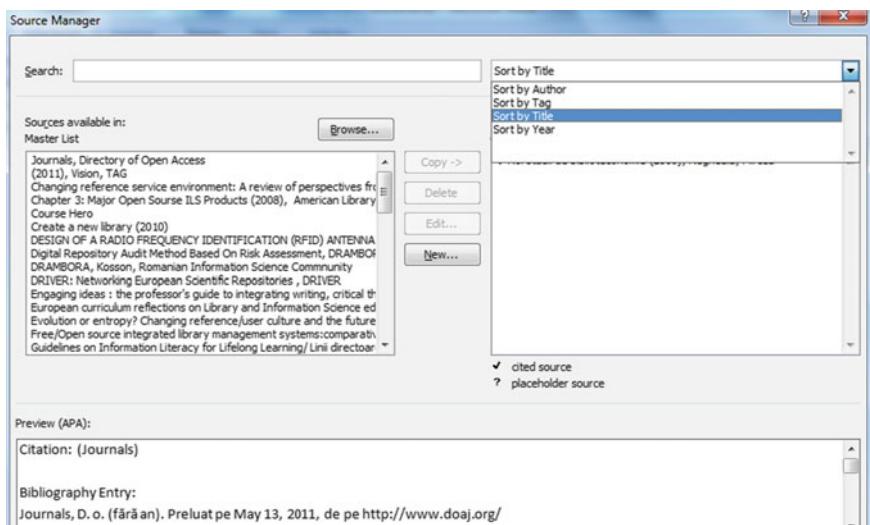 Source Manager
Search:
Sort by Title
Sort by Author
Sort by Tag
Sort by Title
Sort by Year
Sources available in:
Master List
Browse...
Journals, Directory of Open Access
(2011), Vision, TAG
Changing reference service environment: A review of perspectives fro
Chapter 3: Major Open Sourse ILS Products (2008), American Library
Course Hero
Create a new library (2010)
DESIGN OF A RADIO FREQUENCY IDENTIFICATION (RFID) ANTENNA
Digital Repository Audit Method Based On Risk Assessment, DRAMBOR
DRAMBORA, Kosson, Romanian Information Science Commnunity
DRIVER: Networking European Scientific Repositories , DRIVER
Engaging ideas : the professor's guide to integrating writing, critical th
European curriculum reflections on Library and Information Science ed
Evolution or entropy? Changing reference/user culture and the future
Free/Open source integrated library management systems:comparativ
Guidelines on Information Literacy for Lifelong Learning/ Linii directoar
Copy ->
Delete
Edit...
New...
✓ cited source
? placeholder source
Preview (APA):
Citation: (Journals)
Bibliography Entry:
Journals, D. o. (fără an). Preluat pe May 13, 2011, de pe http://www.doaj.org/